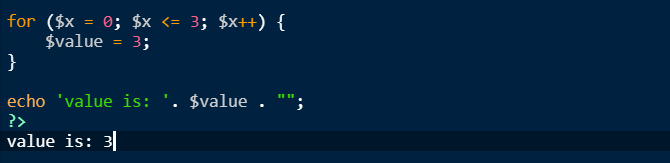 for ($x = 0; $x <= 3; $x++) {
    $value = 3;
}
echo 'value is: '. $value . "";
?>
value is: 3